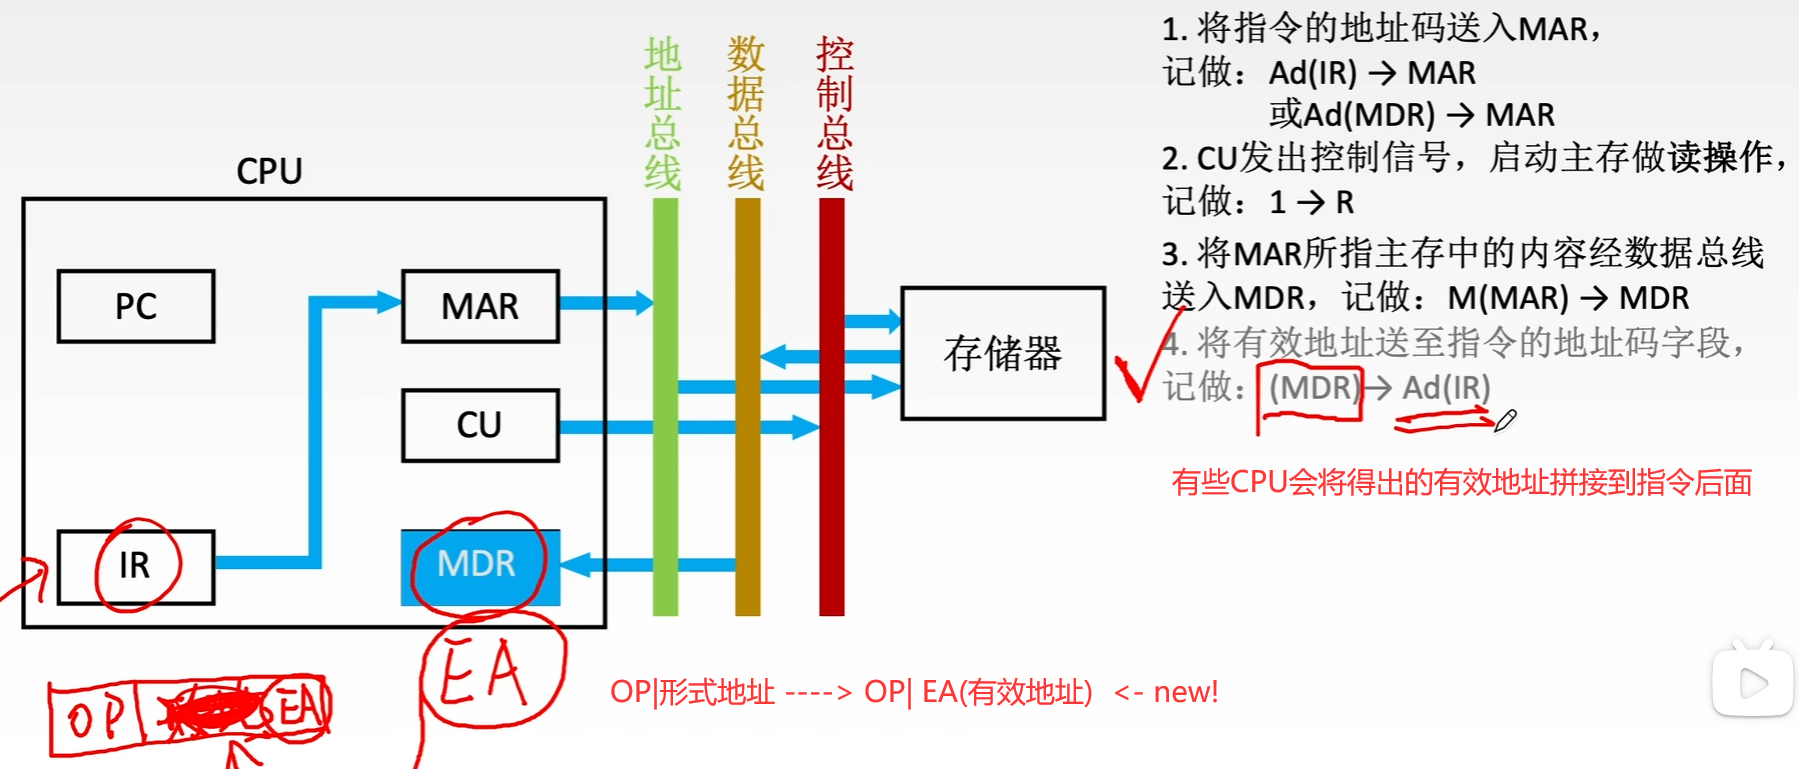 地址总线
数据总线
控制总线
CPU
PC
MAR
CU
IR
MDR
存储器
EA
OP
EA
1. 将指令的地址码送入MAR，
记做：Ad(IR) → MAR
或Ad(MDR) → MAR
2. CU发出控制信号，启动主存做读操作，
记做：1 → R
3. 将MAR所指主存中的内容经数据总线
送入MDR，记做：M(MAR) → MDR
4. 将有效地址送至指令的地址码字段，
记做：(MDR)→ Ad(IR)
有些CPU会将得出的有效地址拼接到指令后面
OP|形式地址 ----> OP| EA(有效地址) <- new!